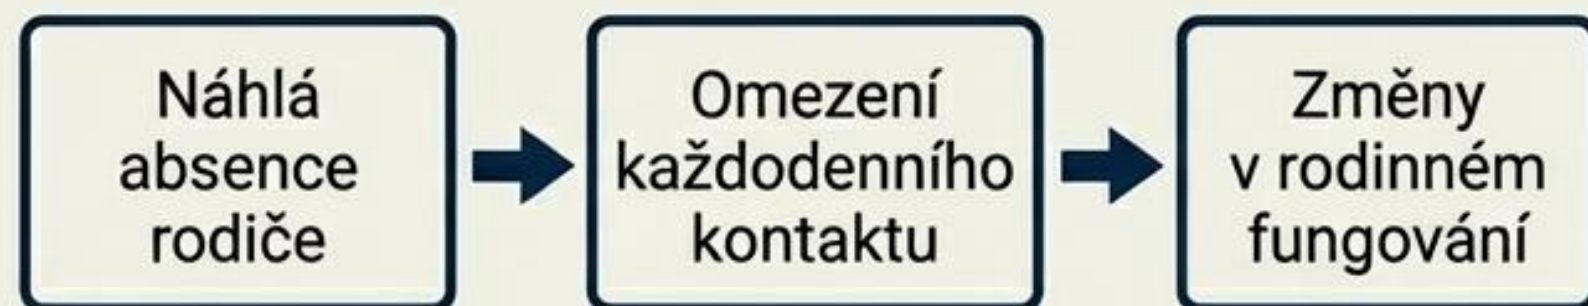 Náhlá
absence
rodiče
Omezení
každodenního
kontaktu
Změny
v rodinném
fungování